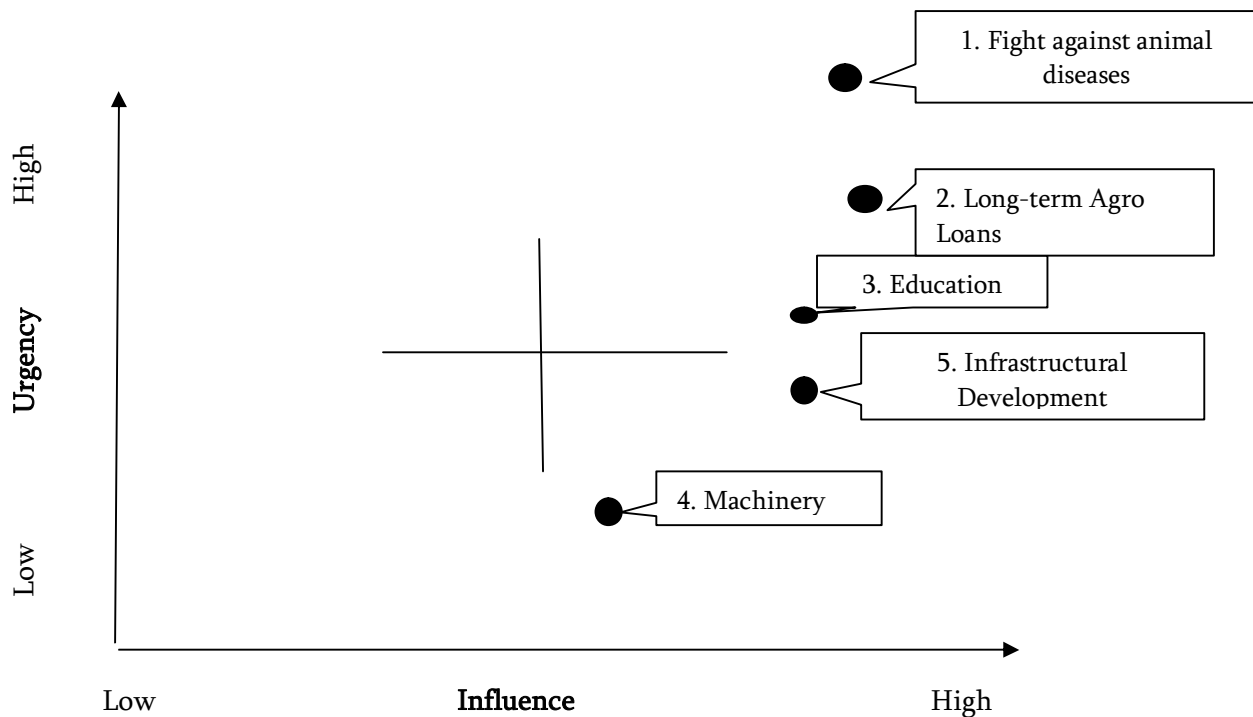 1. Fight against animal
diseases
High
2. Long-term Agro
Loans
3. Education
Urgency
5. Infrastructural
Development
4. Machinery
Low
Low
Influence
High